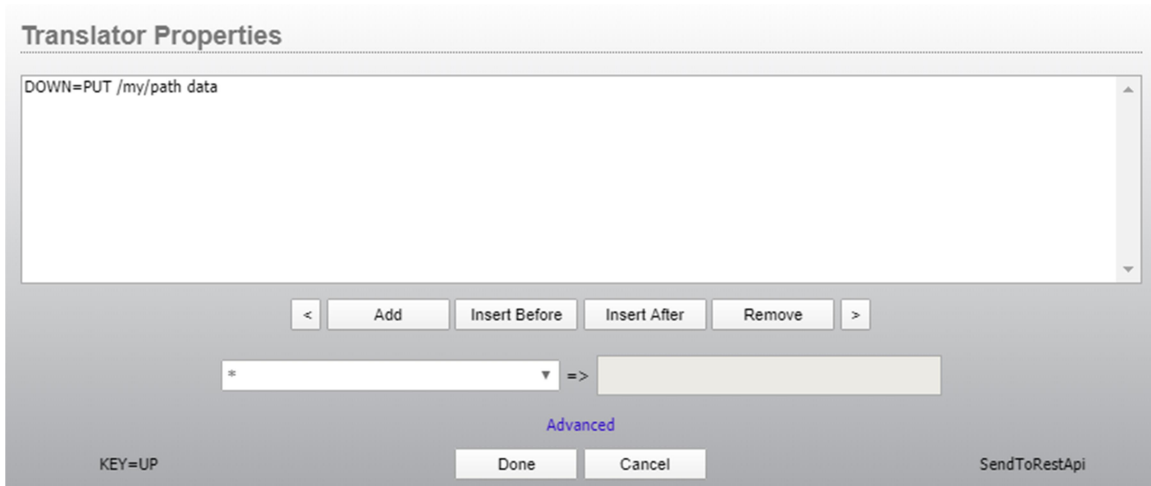 Translator Properties
DOWN=PUT /my/path data
< Add Insert Before Insert After Remove >
* =>
Advanced
KEY=UP Done Cancel SendToRestApi